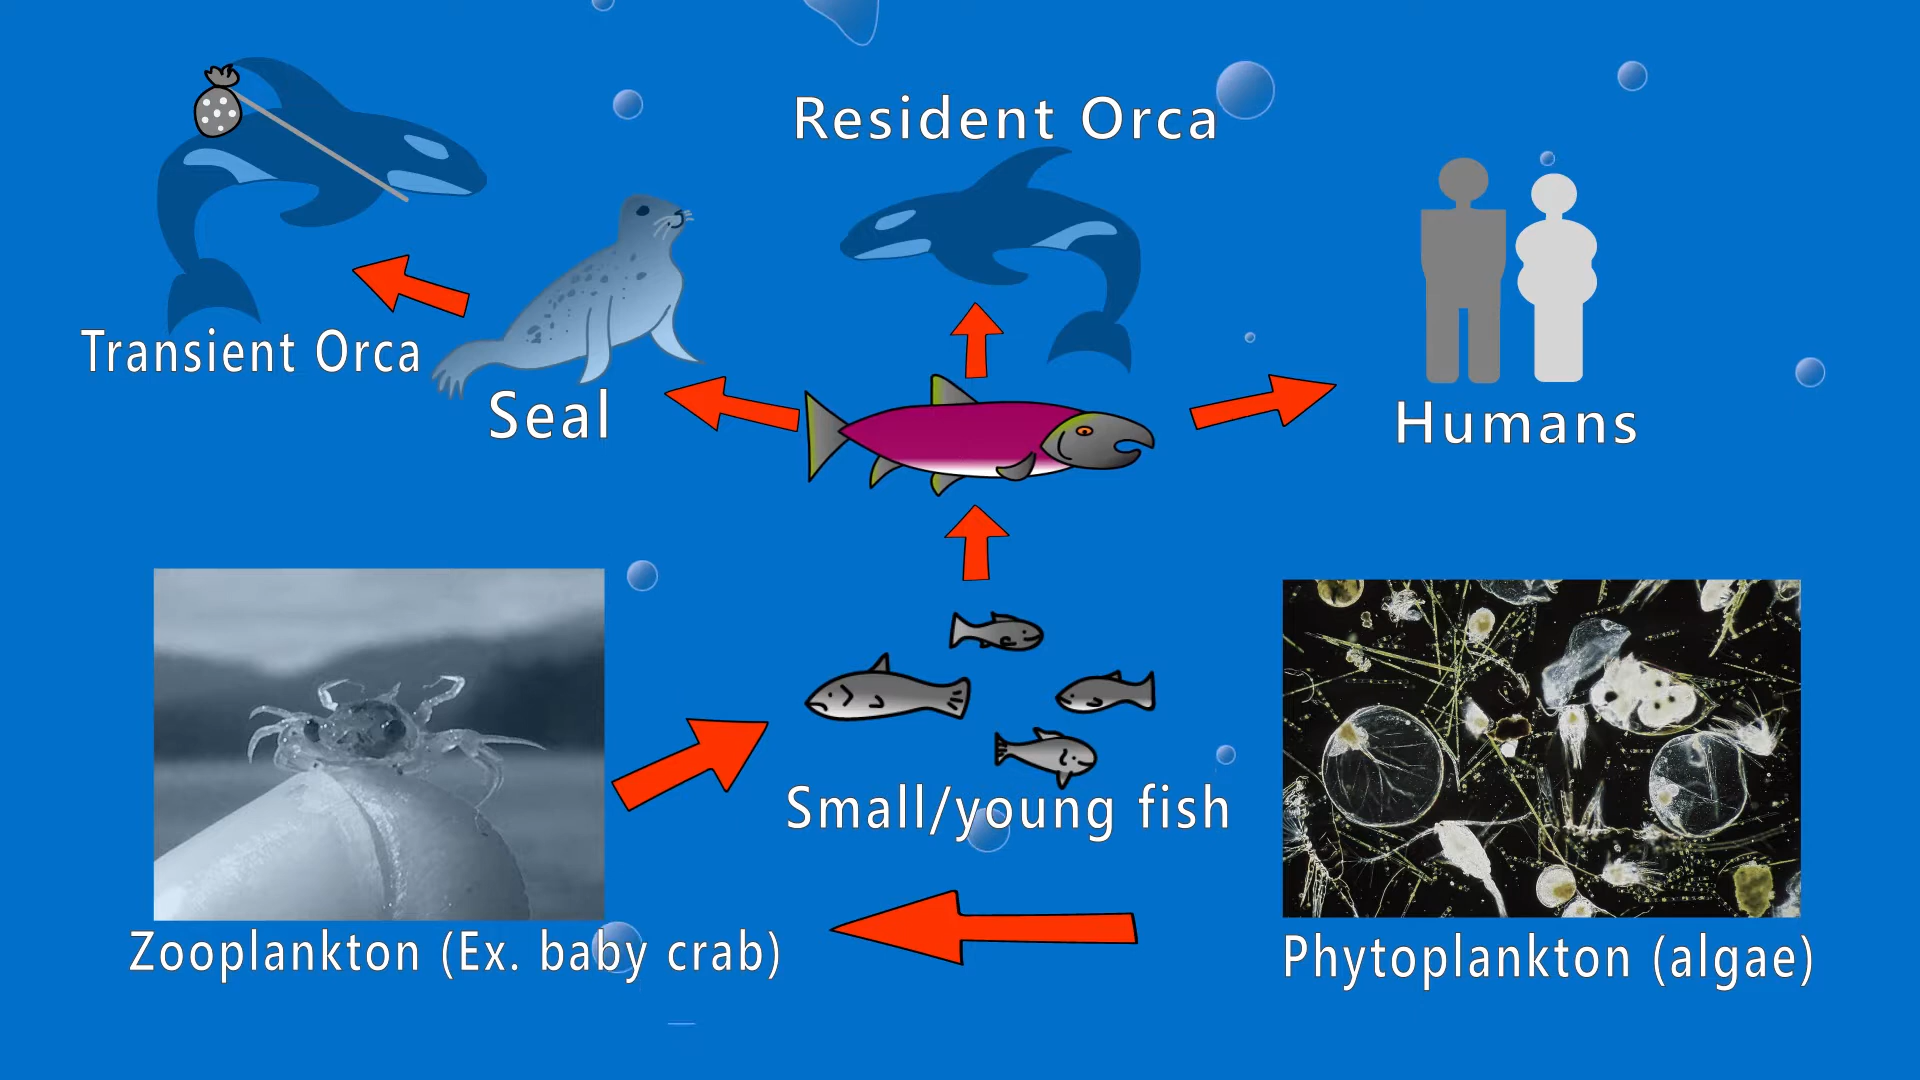 Resident Orca
Transient Orca
Seal
Humans
Small/young fish
Zooplankton (Ex. baby crab)
Phytoplankton (algae)